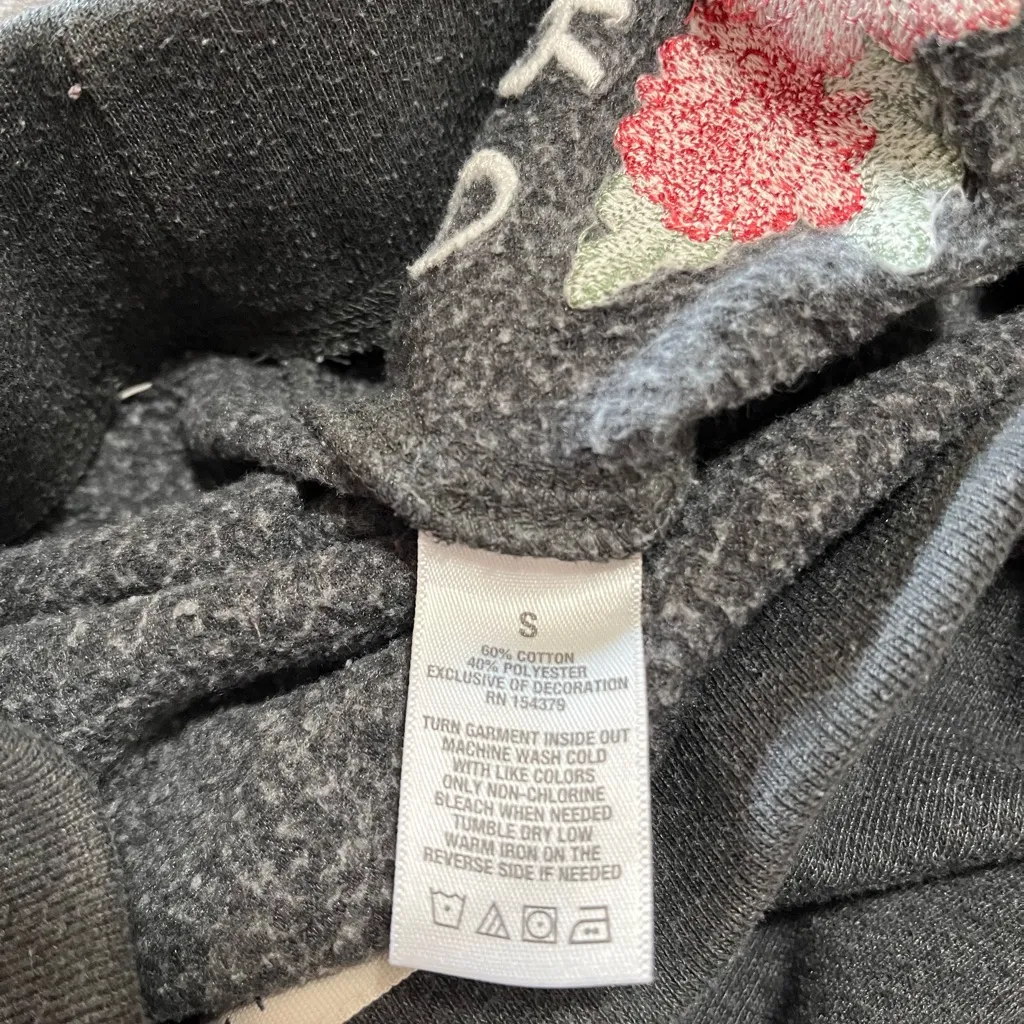 S
60% COTTON
40% POLYESTER
EXCLUSIVE OF DECORATION
RN 154379
TURN GARMENT INSIDE OUT
MACHINE WASH COLD
WITH LIKE COLORS
ONLY NON-CHLORINE
BLEACH WHEN NEEDED
TUMBLE DRY LOW
WARM IRON ON THE
REVERSE SIDE IF NEEDED